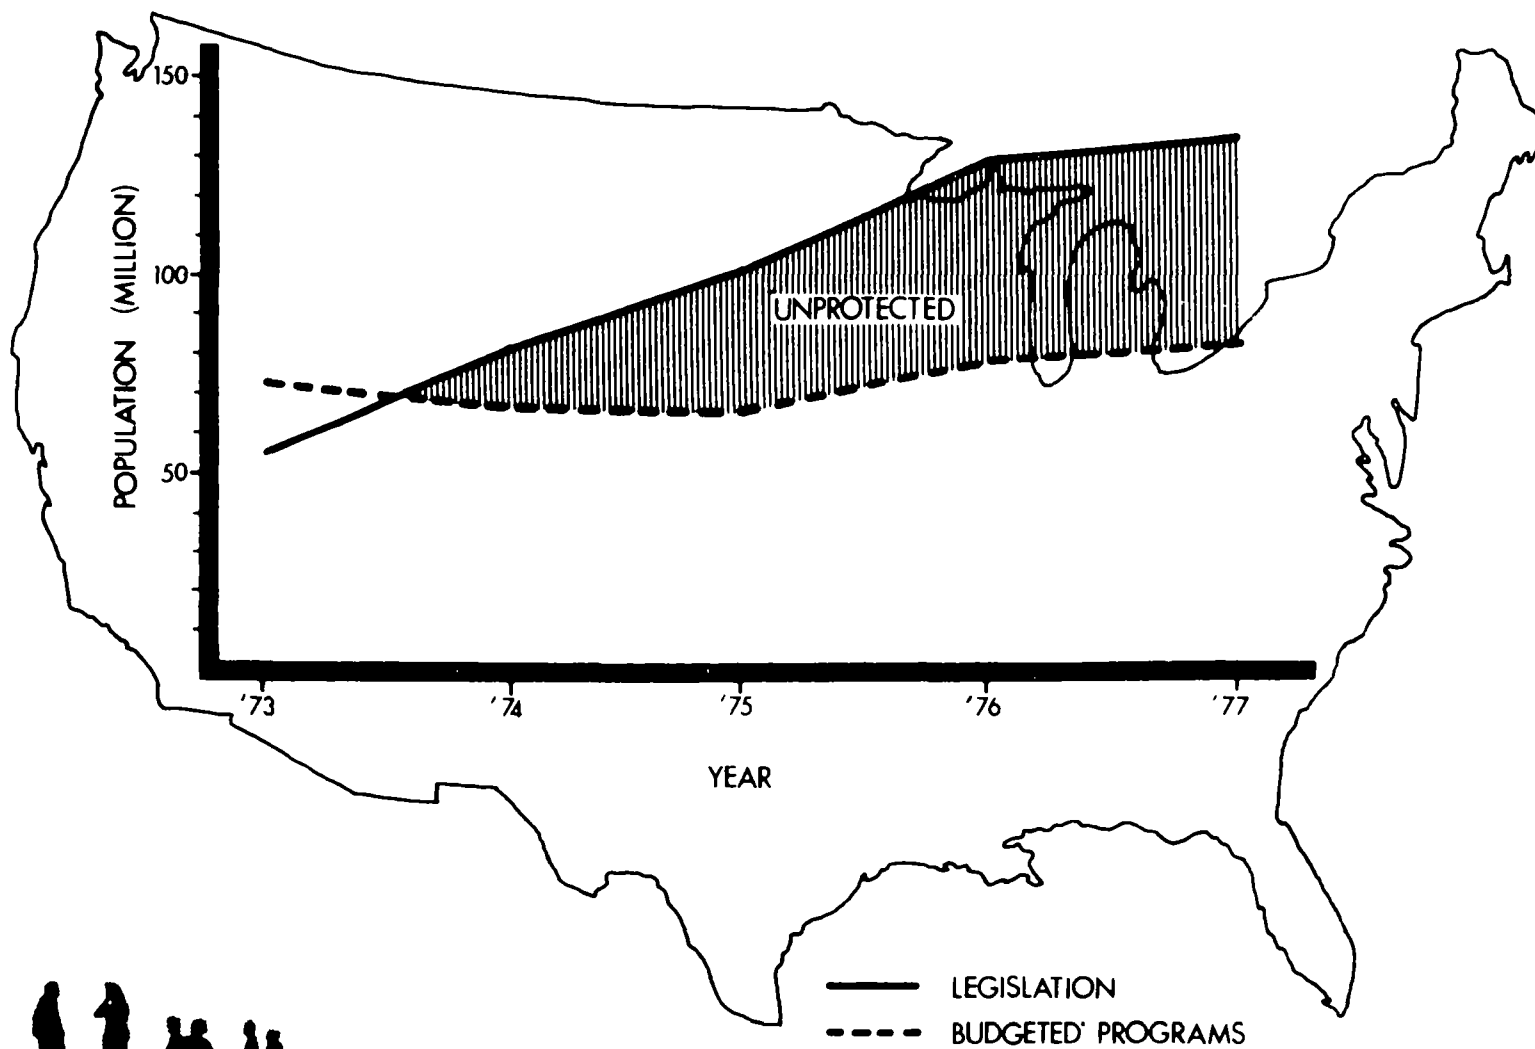 150
100
50
POPULATION (MILLION)
UNPROTECTED
'73 '74 '75 '76 '77
YEAR
LEGISLATION
BUDGETED' PROGRAMS